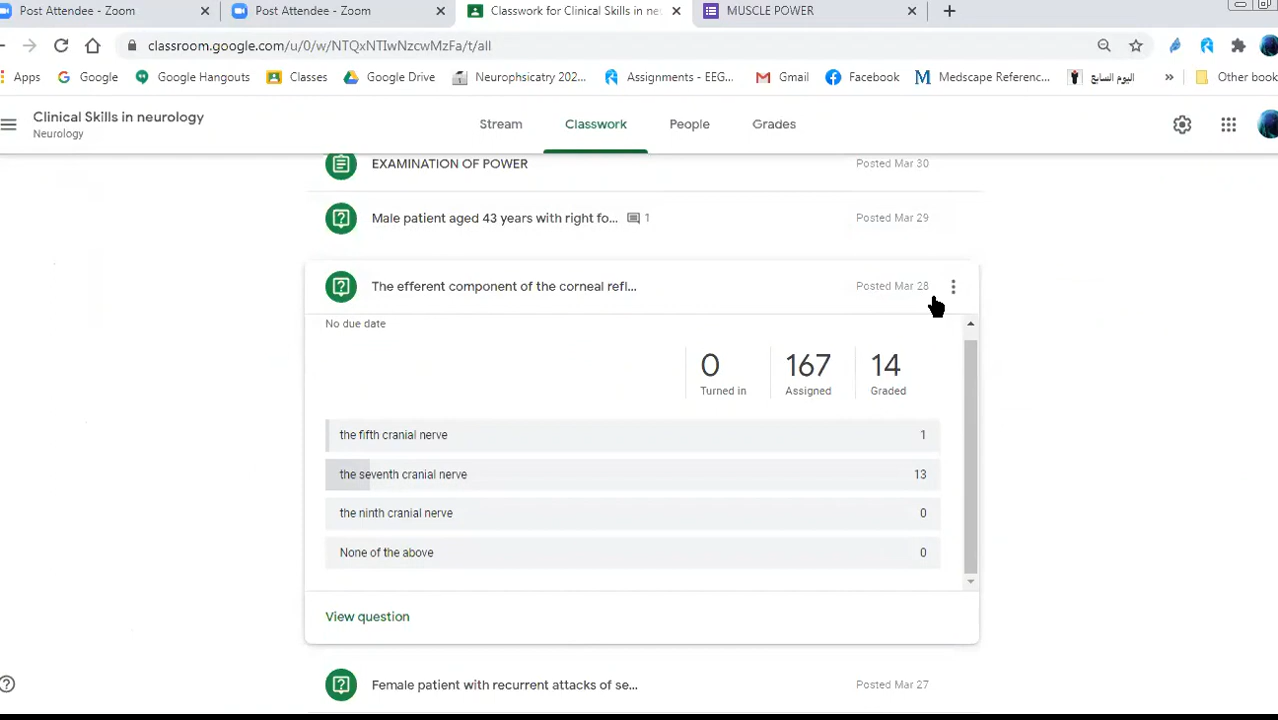 Post Attendee - Zoom
Post Attendee - Zoom
Classwork for Clinical Skills in ne
MUSCLE POWER
classroom.google.com/u/0/w/NTQxNTIwNzcwMzFa/t/all
Apps
Google
Google Hangouts
Classes
Google Drive
Neurophsicatry 202...
Assignments - EEG...
Gmail
Facebook
Medscape Referenc...
اليوم السابع
»
Other book
Clinical Skills in neurology
Neurology
Stream
Classwork
People
Grades
EXAMINATION OF POWER
Posted Mar 30
Male patient aged 43 years with right fo...
1
Posted Mar 29
The efferent component of the corneal refl...
Posted Mar 28
No due date
0
Turned in
167
Assigned
14
Graded
the fifth cranial nerve
1
the seventh cranial nerve
13
the ninth cranial nerve
0
None of the above
0
View question
Female patient with recurrent attacks of se...
Posted Mar 27